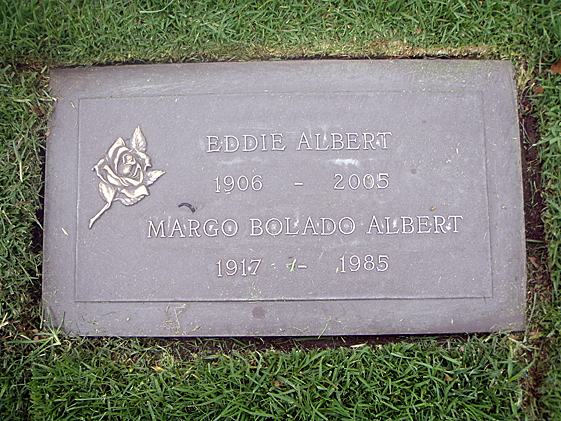 EDDIE ALBERT
1906 - 2005
MARGO BOLADO ALBERT
1917 - 1985